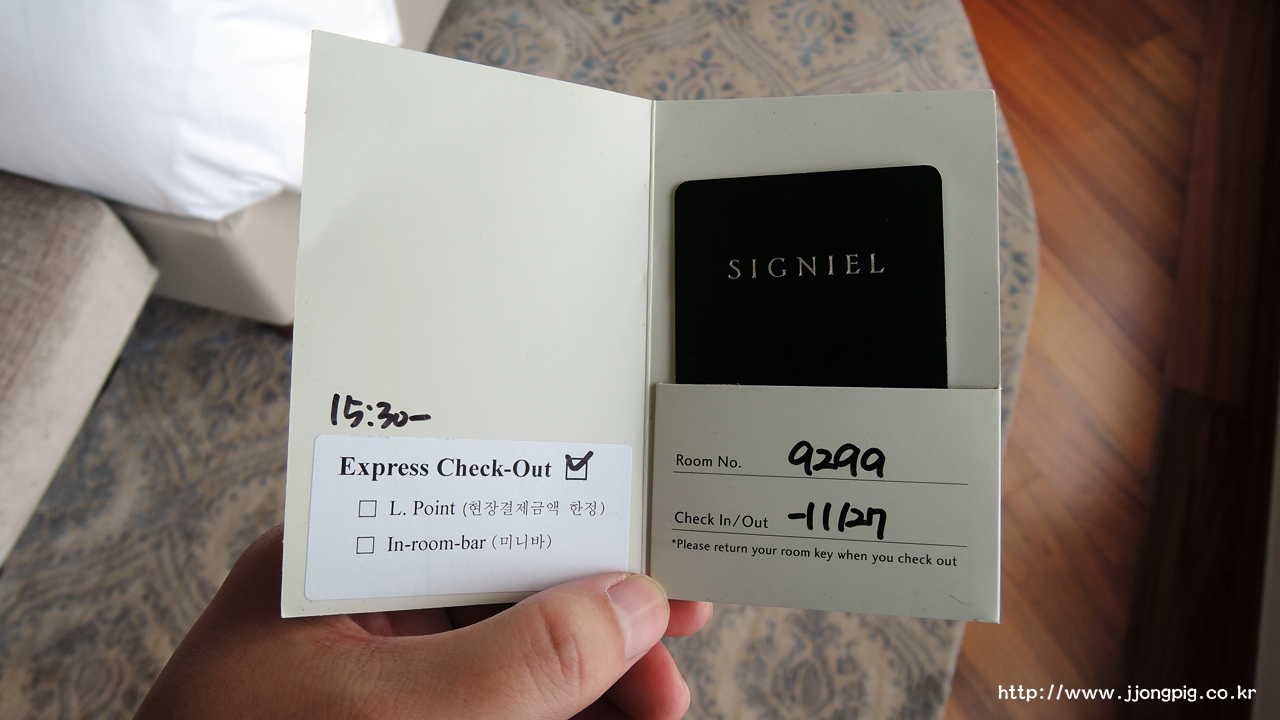 15:30-
Express Check-Out ☑
☐ L. Point (현장결제금액 한정)
☐ In-room-bar (미니바)
SIGNIEL
Room No. 9299
Check In/Out -11/27
*Please return your room key when you check out
http://www.jjongpig.co.kr